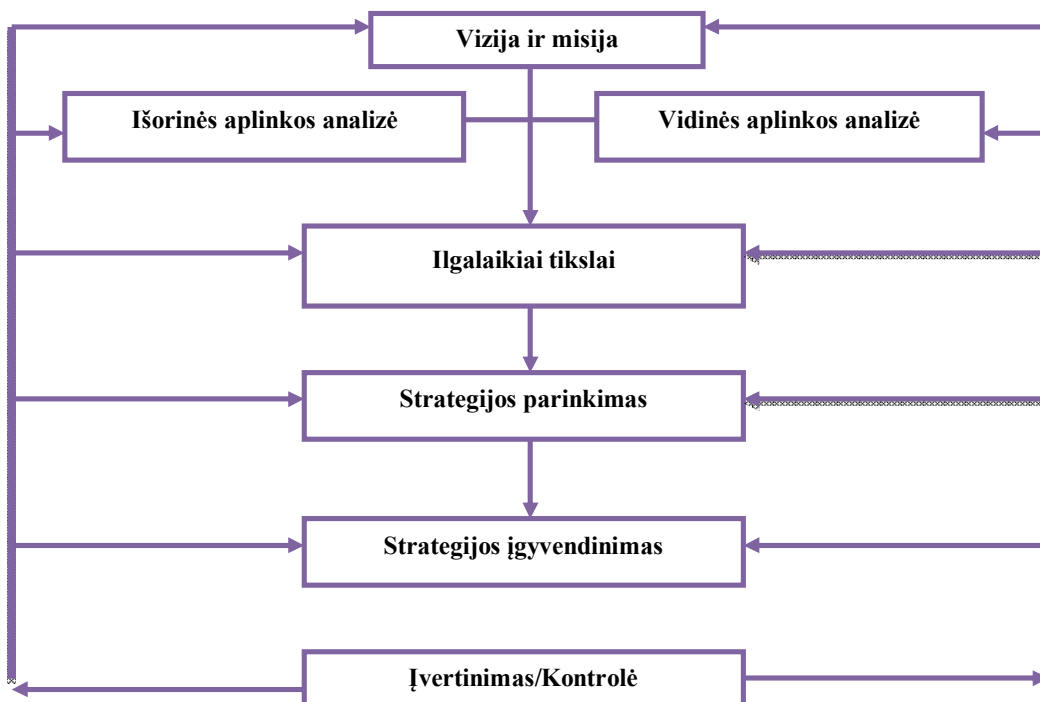 Vizija ir misija
Išorinės aplinkos analizė
Vidinės aplinkos analizė
Ilgalaikiai tikslai
Strategijos parinkimas
Strategijos įgyvendinimas
Įvertinimas/Kontrolė